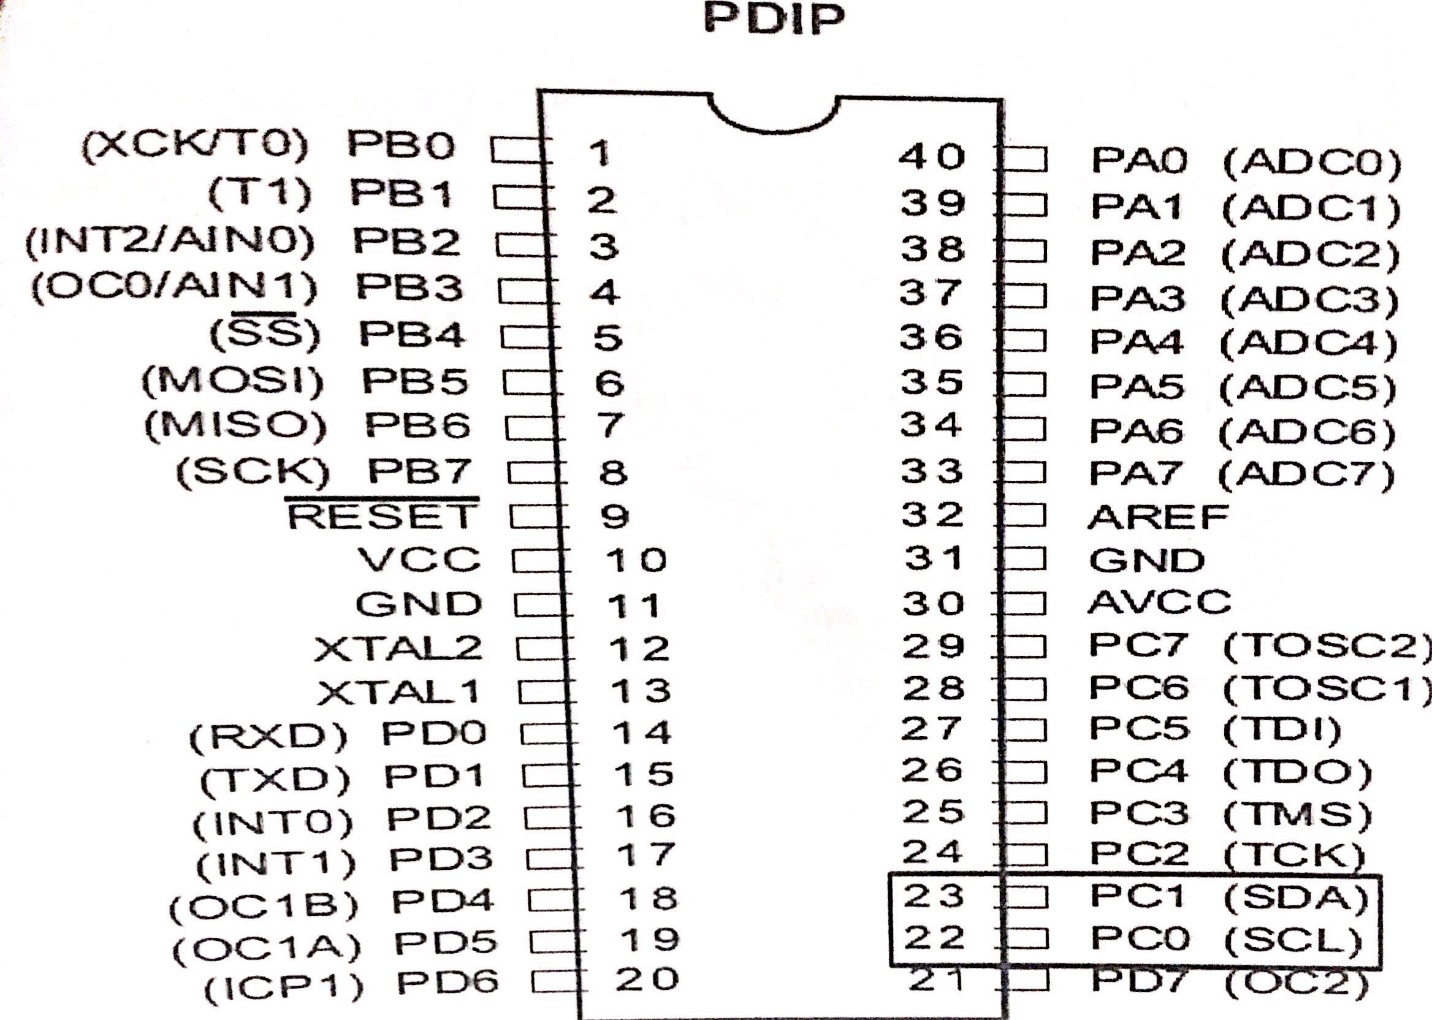 PDIP
(XCK/T0) PB0 1 40 PA0 (ADC0)
(T1) PB1 2 39 PA1 (ADC1)
(INT2/AIN0) PB2 3 38 PA2 (ADC2)
(OC0/AIN1) PB3 4 37 PA3 (ADC3)
(SS) PB4 5 36 PA4 (ADC4)
(MOSI) PB5 6 35 PA5 (ADC5)
(MISO) PB6 7 34 PA6 (ADC6)
(SCK) PB7 8 33 PA7 (ADC7)
RESET 9 32 AREF
VCC 10 31 GND
GND 11 30 AVCC
XTAL2 12 29 PC7 (TOSC2)
XTAL1 13 28 PC6 (TOSC1)
(RXD) PD0 14 27 PC5 (TDI)
(TXD) PD1 15 26 PC4 (TDO)
(INT0) PD2 16 25 PC3 (TMS)
(INT1) PD3 17 24 PC2 (TCK)
(OC1B) PD4 18 23 PC1 (SDA)
(OC1A) PD5 19 22 PC0 (SCL)
(ICP1) PD6 20 21 PD7 (OC2)